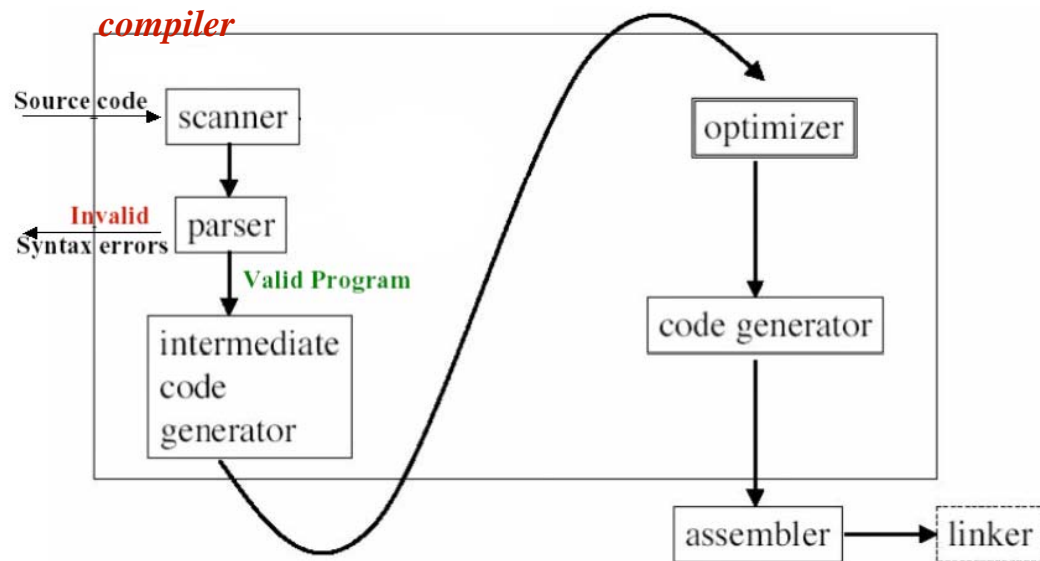 compiler
Source code
scanner
Invalid
Syntax errors
parser
Valid Program
intermediate
code
generator
optimizer
code generator
assembler
linker